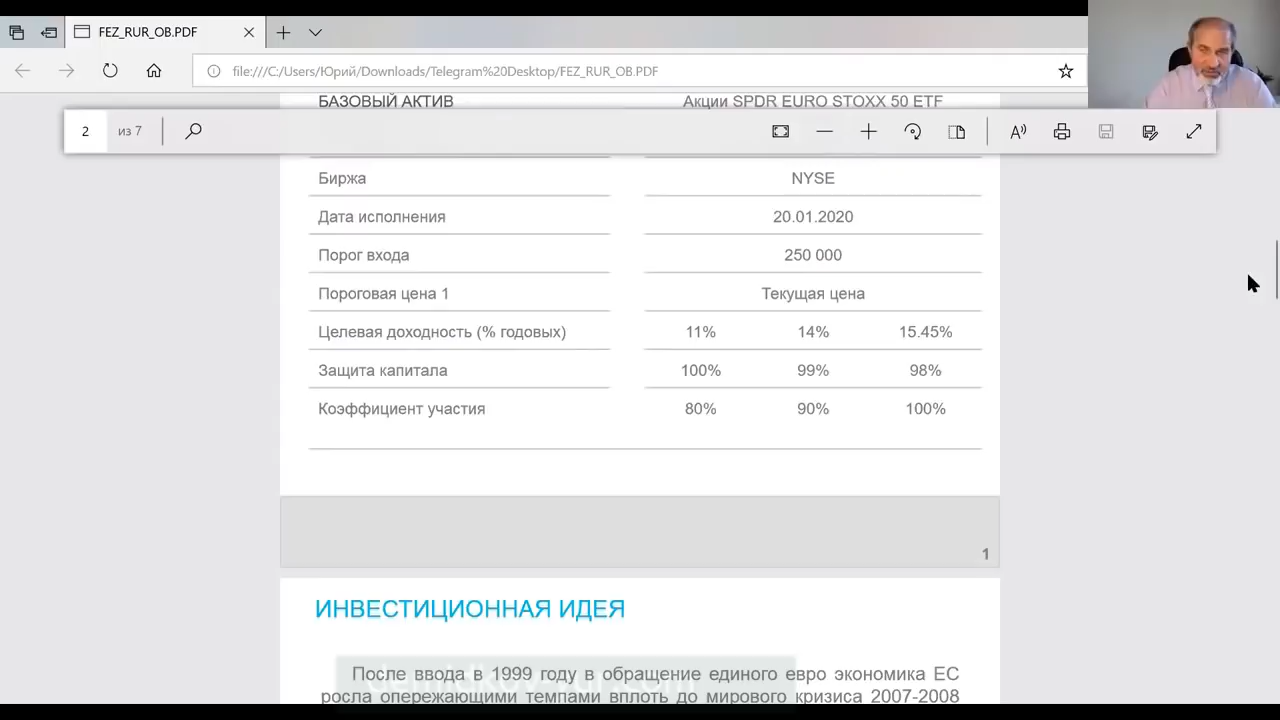 FEZ_RUR_OB.PDF
file:///C:/Users/Юрий/Downloads/Telegram%20Desktop/FEZ_RUR_OB.PDF
БАЗОВЫЙ АКТИВ Акции SPDR EURO STOXX 50 ETF
2 из 7
Биржа NYSE
Дата исполнения 20.01.2020
Порог входа 250 000
Пороговая цена 1 Текущая цена
Целевая доходность (% годовых) 11% 14% 15.45%
Защита капитала 100% 99% 98%
Коэффициент участия 80% 90% 100%
1
ИНВЕСТИЦИОННАЯ ИДЕЯ
После ввода в 1999 году в обращение единого евро экономика ЕС
росла опережающими темпами вплоть до мирового кризиса 2007-2008